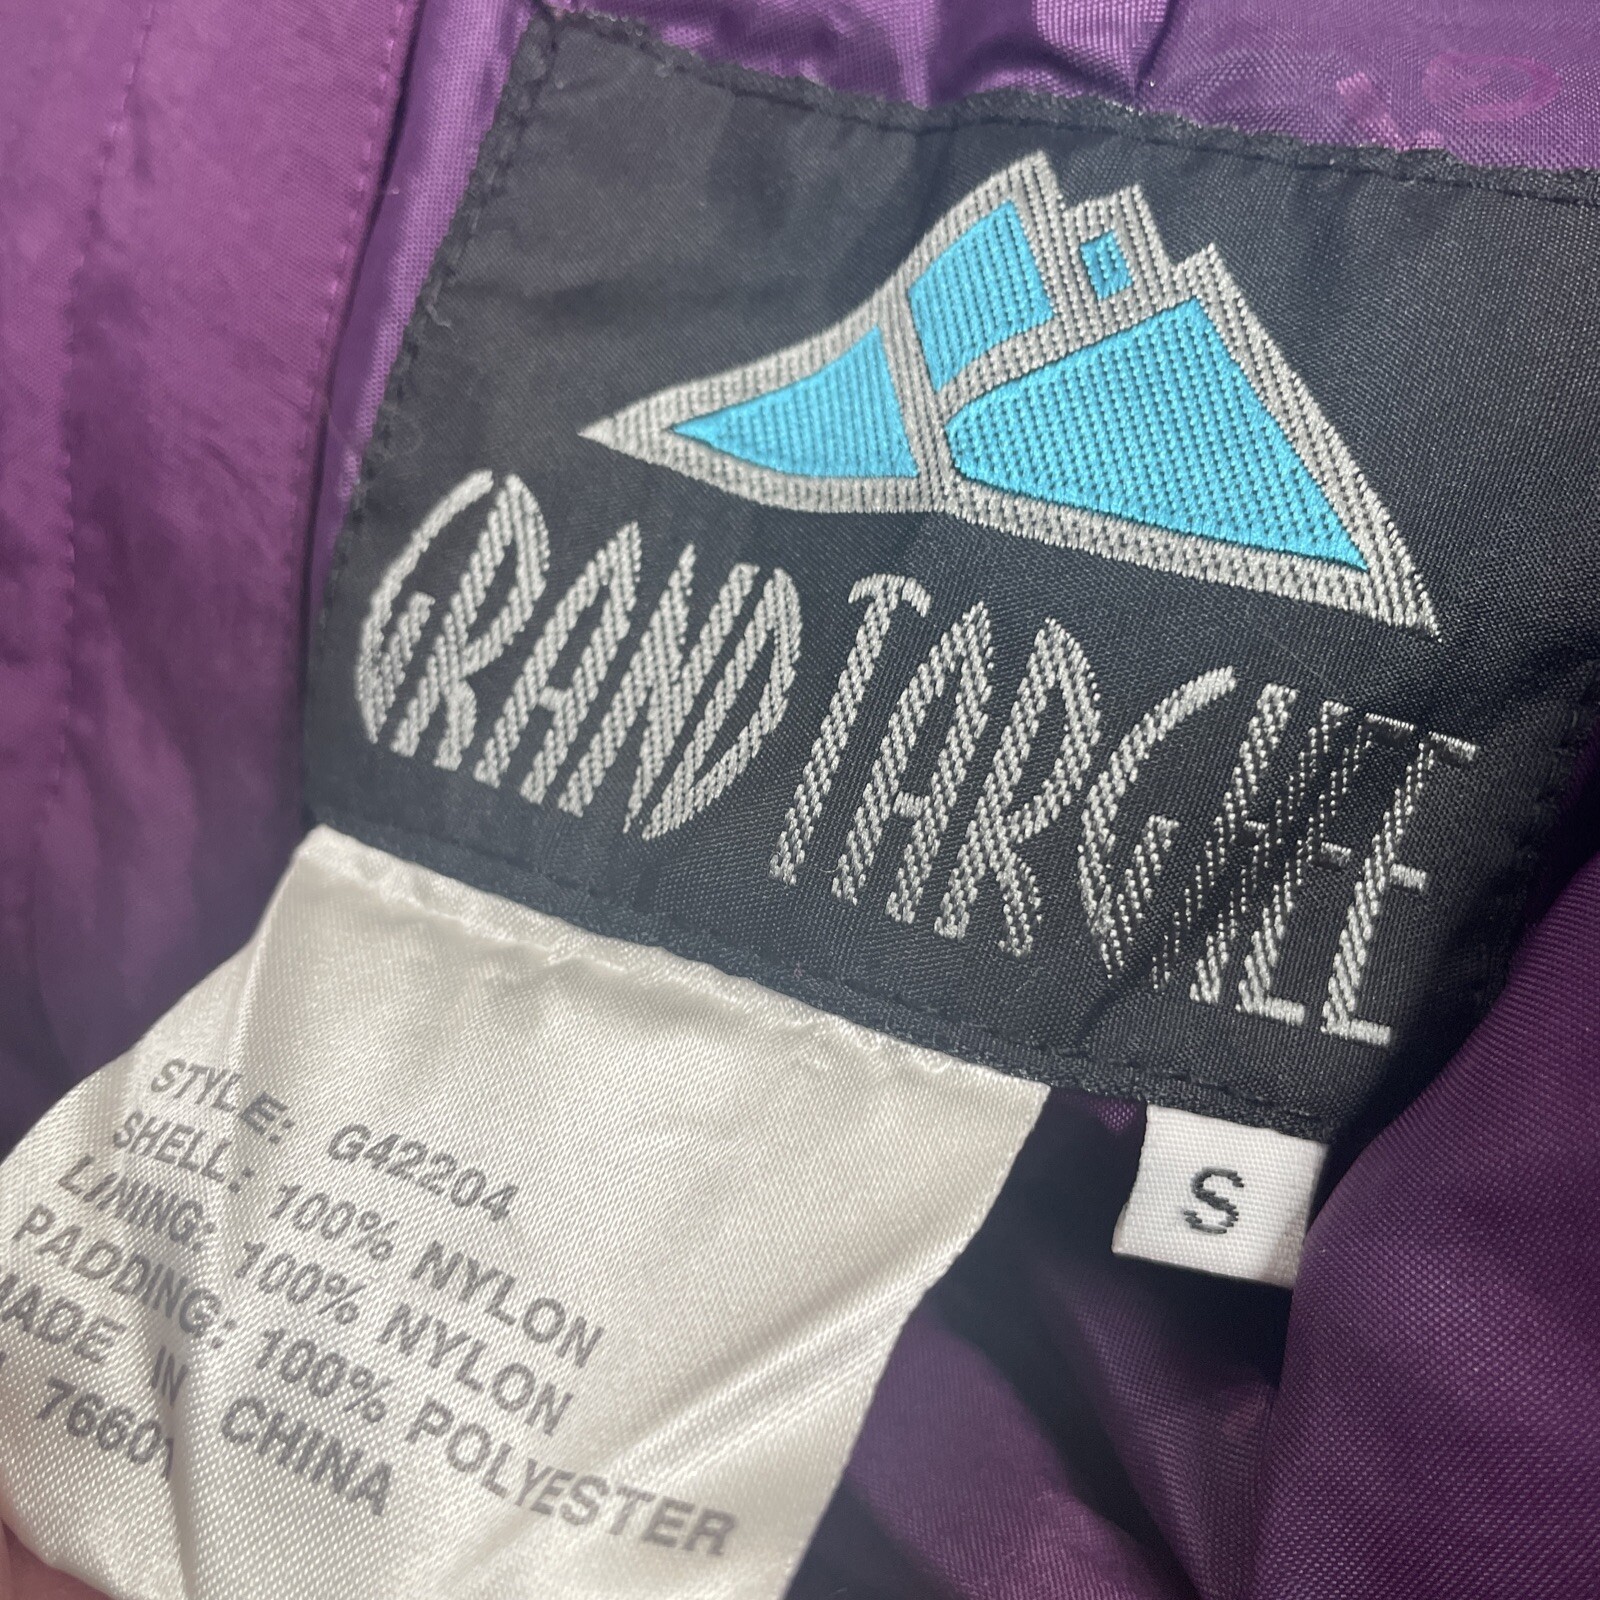 GRAND TARGHEE
S
STYLE: G42204
SHELL: 100% NYLON
LINING: 100% NYLON
PADDING: 100% POLYESTER
MADE IN CHINA
76601